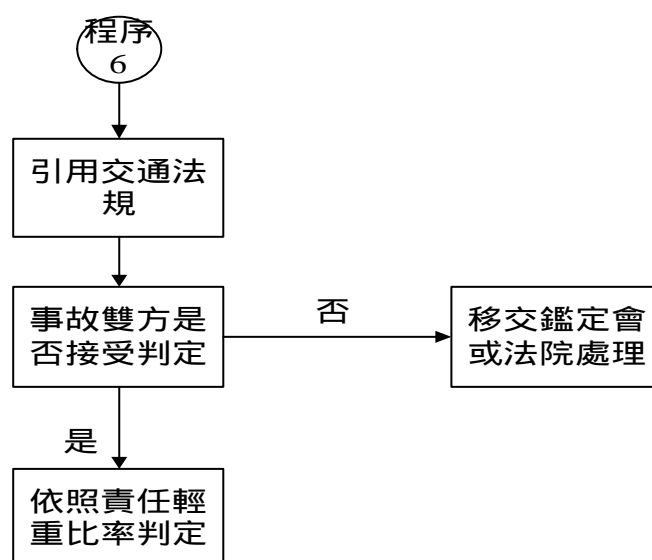 程序
6
引用交通法
規
事故雙方是
否接受判定
否
移交鑑定會
或法院處理
是
依照責任輕
重比率判定